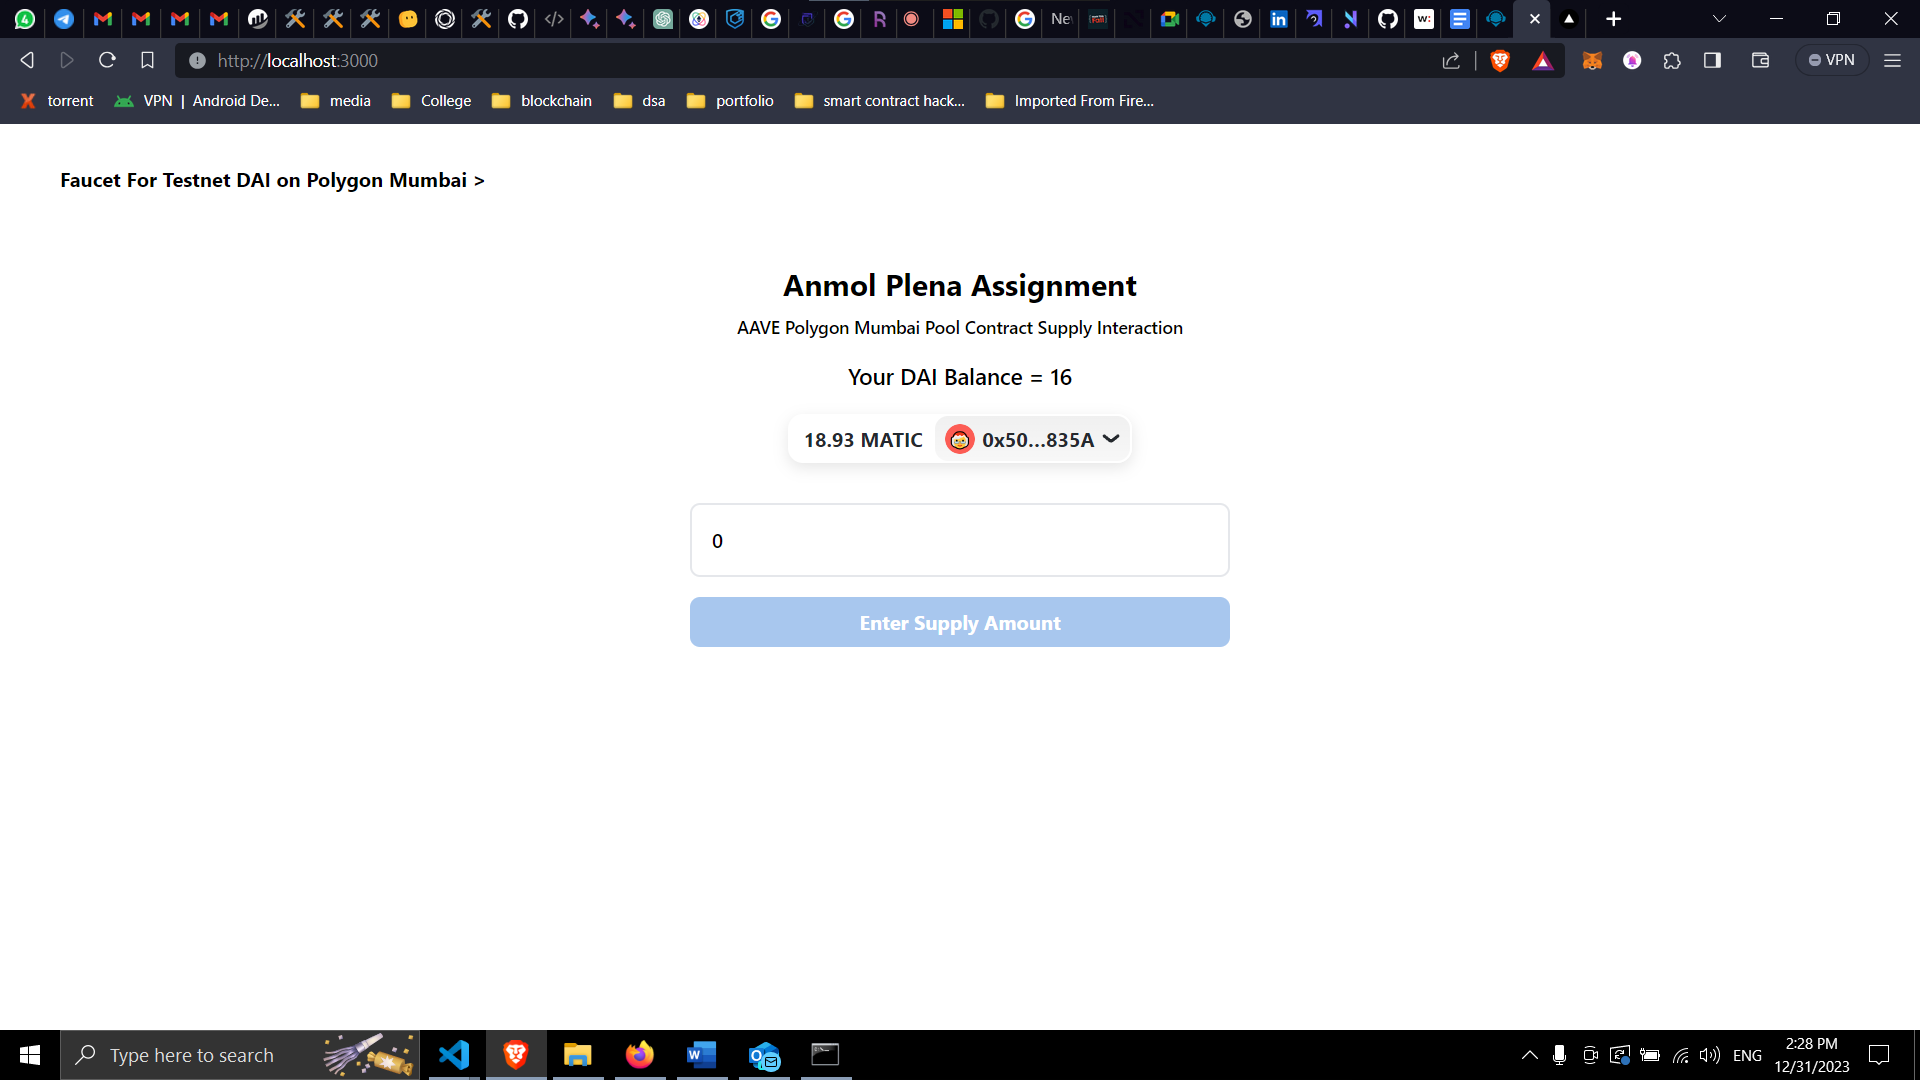 Ne
w:
http://localhost:3000
VPN
torrent
VPN | Android De...
media
College
blockchain
dsa
portfolio
smart contract hack...
Imported From Fire...
Faucet For Testnet DAI on Polygon Mumbai >
Anmol Plena Assignment
AAVE Polygon Mumbai Pool Contract Supply Interaction
Your DAI Balance = 16
18.93 MATIC 0x50...835A
0
Enter Supply Amount
Type here to search
ENG
2:28 PM
12/31/2023